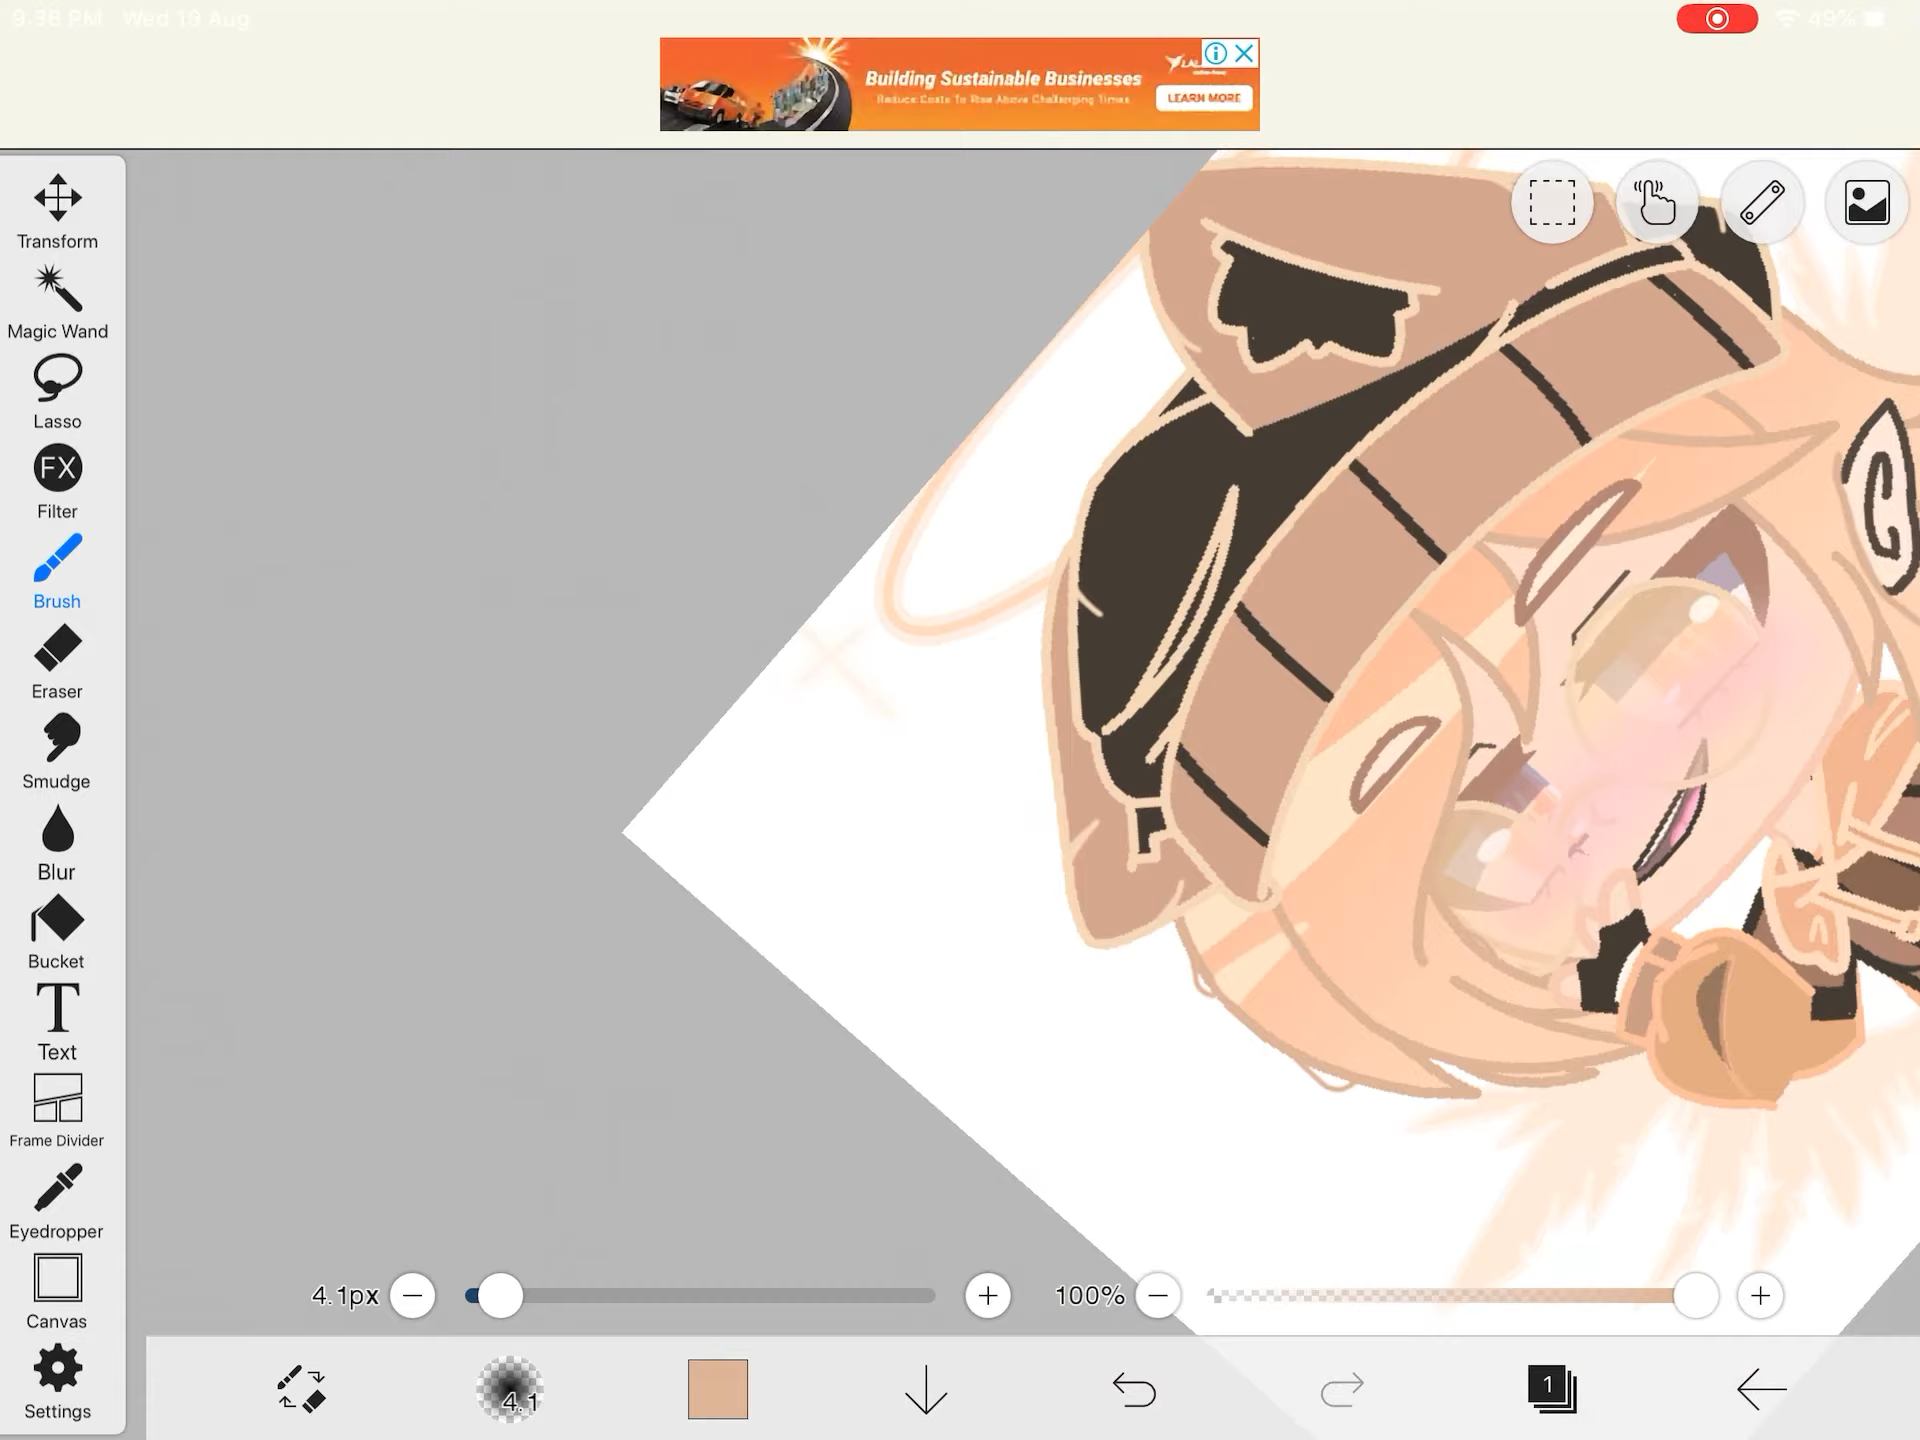 9:38 PM Wed 19 Aug
49%
Building Sustainable Businesses
Reduce Costs To Rise Above Challenging Times
LEARN MORE
Transform
Magic Wand
Lasso
FX
Filter
Brush
Eraser
Smudge
Blur
Bucket
T
Text
Frame Divider
Eyedropper
Canvas
Settings
4.1px
100%
4.1
1